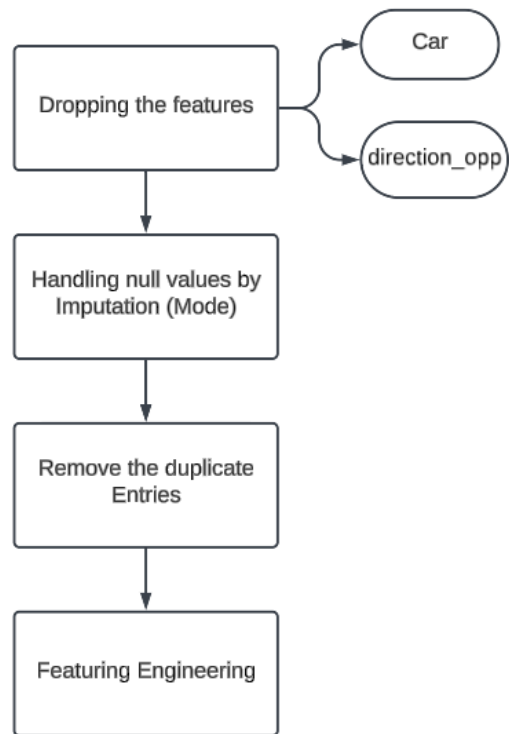 Car
Dropping the features
direction_opp
Handling null values by
Imputation (Mode)
Remove the duplicate
Entries
Featuring Engineering